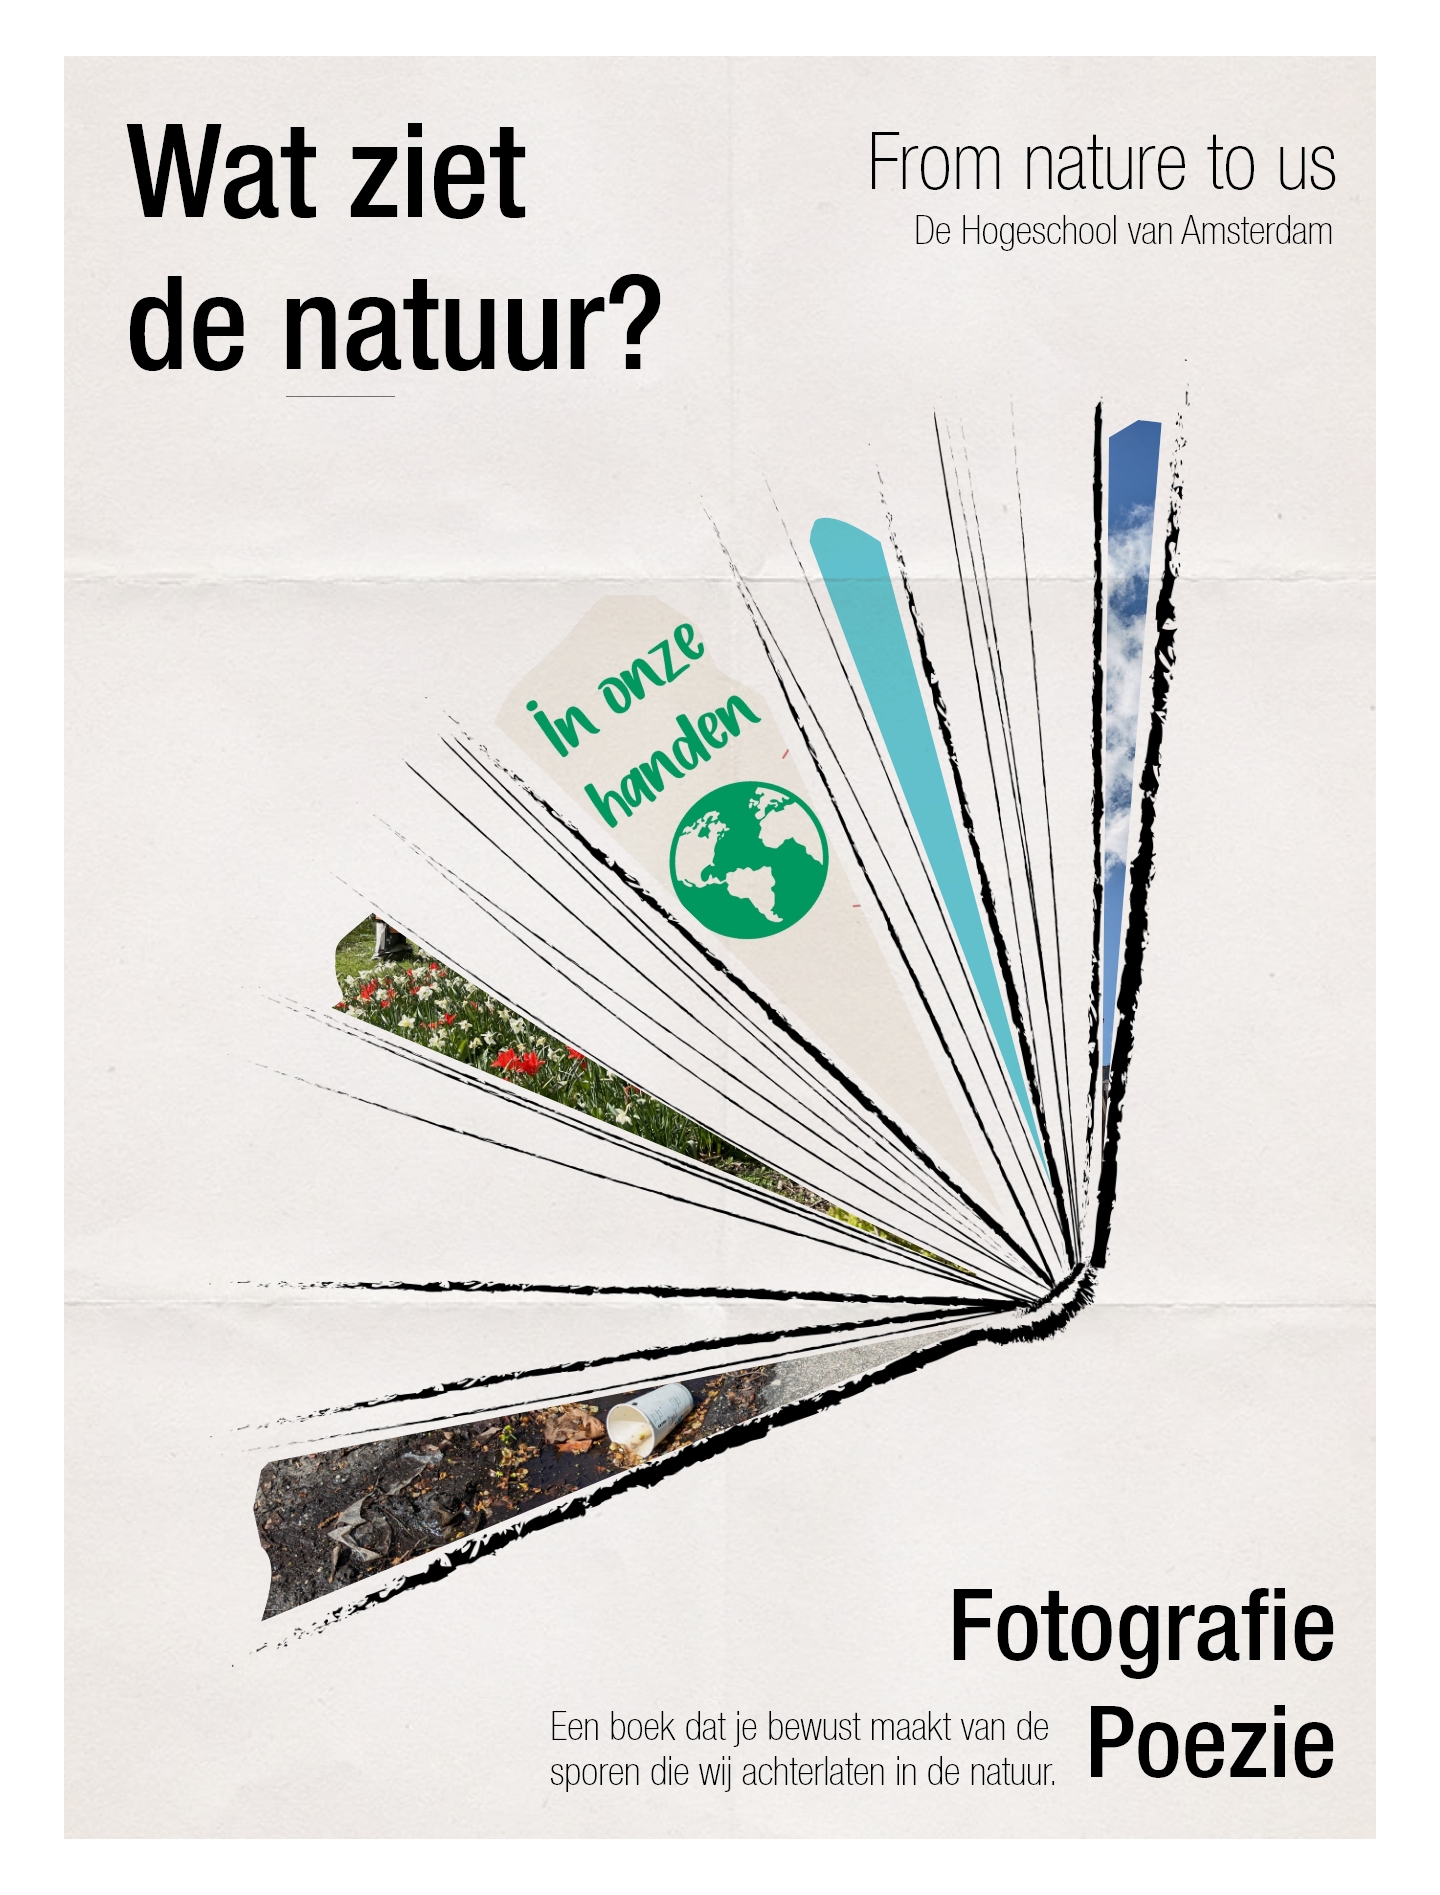 Wat ziet
de natuur?
From nature to us
De Hogeschool van Amsterdam
in onze
handen
Fotografie
Poezie
Een boek dat je bewust maakt van de
sporen die wij achterlaten in de natuur.